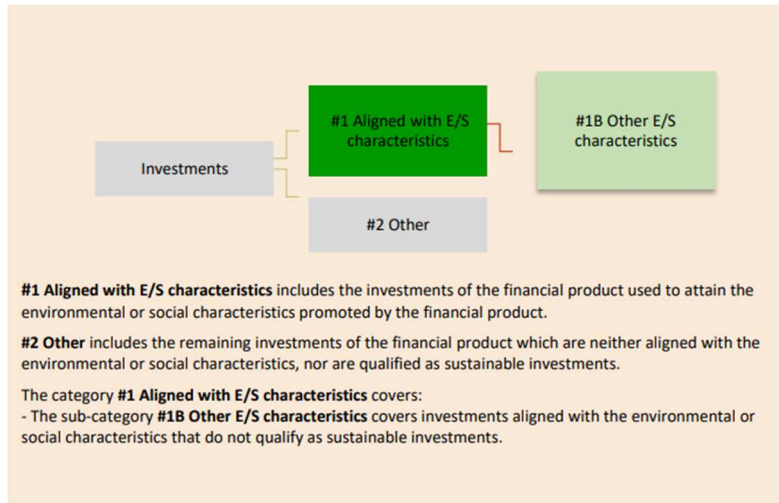 #1 Aligned with E/S
characteristics
#1B Other E/S
characteristics
Investments
#2 Other
#1 Aligned with E/S characteristics includes the investments of the financial product used to attain the
environmental or social characteristics promoted by the financial product.
#2 Other includes the remaining investments of the financial product which are neither aligned with the
environmental or social characteristics, nor are qualified as sustainable investments.
The category #1 Aligned with E/S characteristics covers:
- The sub-category #1B Other E/S characteristics covers investments aligned with the environmental or
social characteristics that do not qualify as sustainable investments.